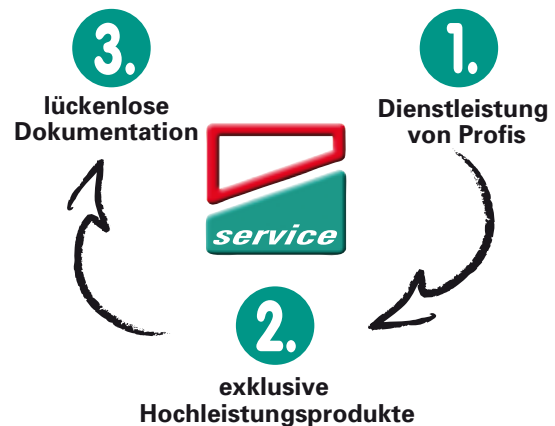 1.
Dienstleistung
von Profis
2.
exklusive
Hochleistungsprodukte
3.
lückenlose
Dokumentation
service